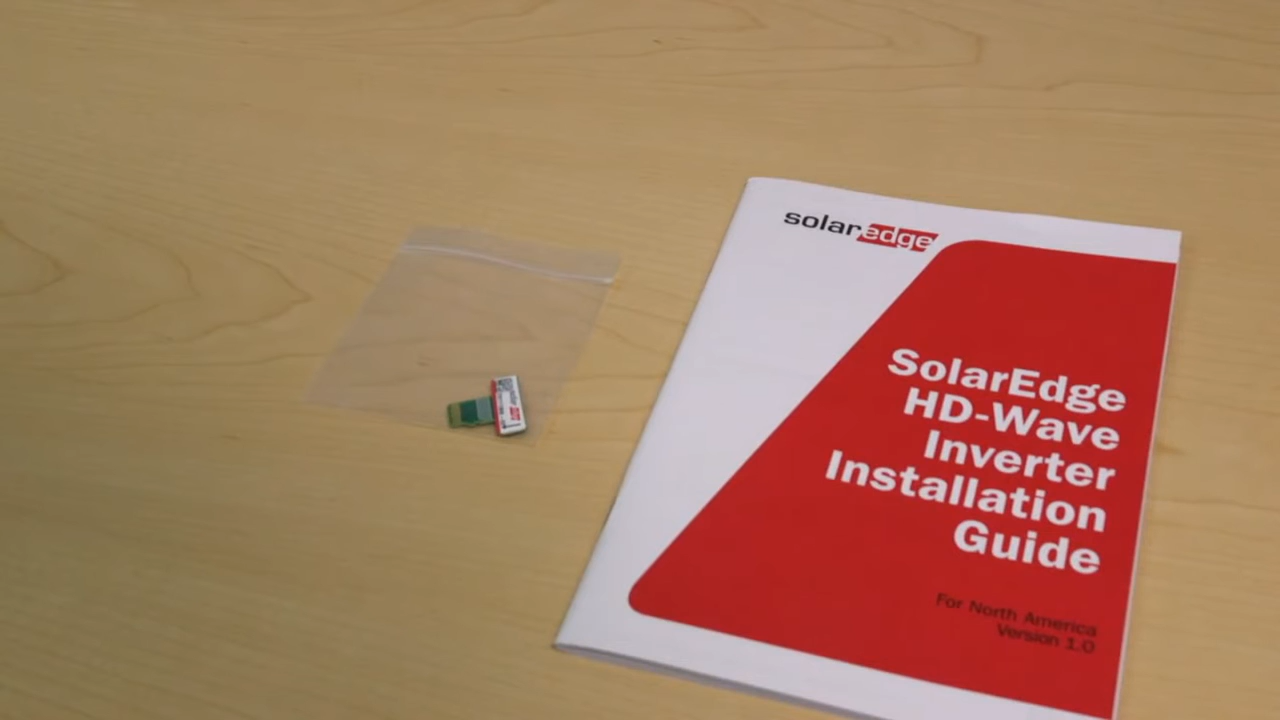 solaredge
SolarEdge
HD-Wave
Inverter
Installation
Guide
For North America
Version 1.0